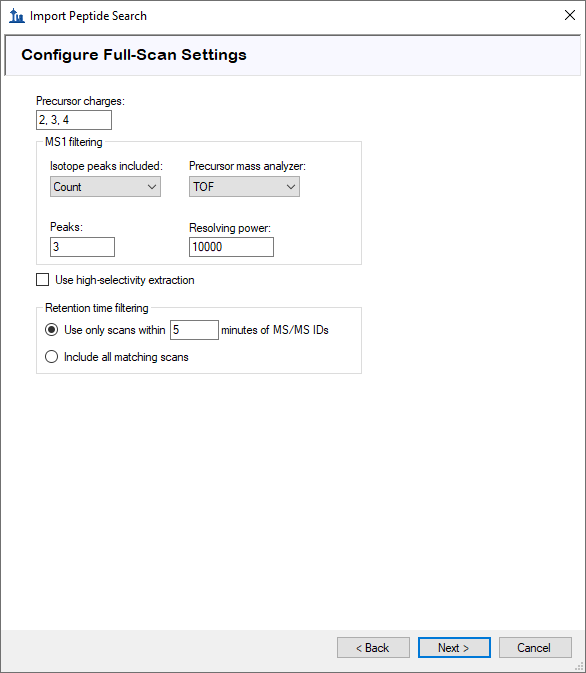 Import Peptide Search
Configure Full-Scan Settings
Precursor charges:
2, 3, 4
MS1 filtering
Isotope peaks included: Precursor mass analyzer:
Count TOF
Peaks: Resolving power:
3 10000
Use high-selectivity extraction
Retention time filtering
Use only scans within 5 minutes of MS/MS IDs
Include all matching scans
< Back Next > Cancel